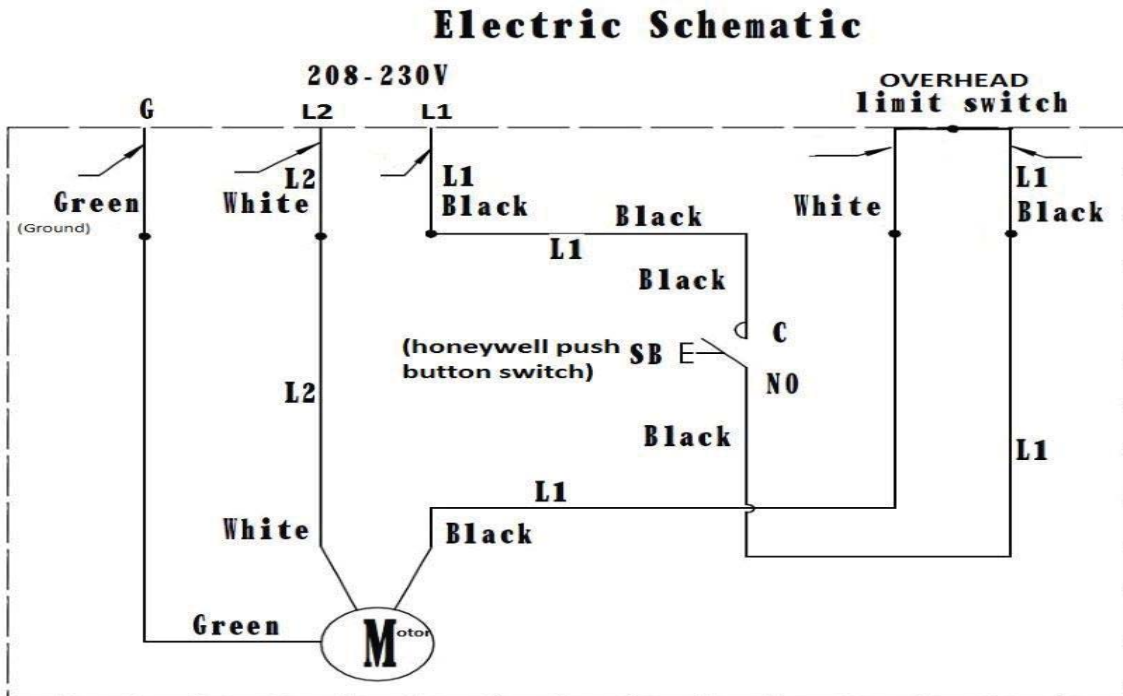 Electric Schematic
208-230V
OVERHEAD
limit switch
G
L2
L1
L2
L1
L1
Green
White
Black
Black
White
Black
(Ground)
L1
Black
(honeywell push
button switch)
SB
E
C
NO
L2
Black
L1
L1
White
Black
Green
Motor